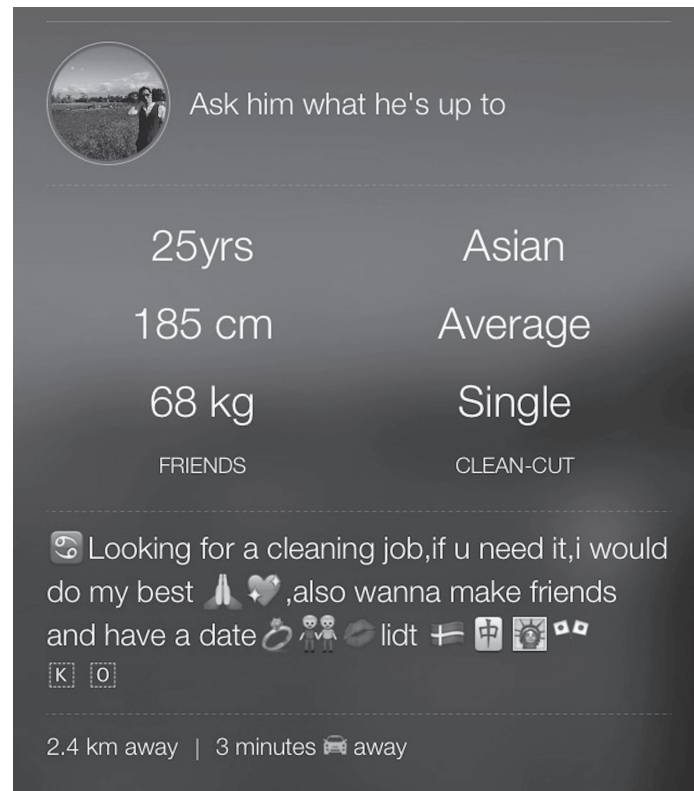 Ask him what he's up to
25yrs Asian
185 cm Average
68 kg Single
FRIENDS CLEAN-CUT
♋Looking for a cleaning job,if u need it,i would
do my best 🙏💖,also wanna make friends
and have a date💍👬💋lidt 🇩🇰 🀄 🗽🎌
K O
2.4 km away | 3 minutes 🚘 away